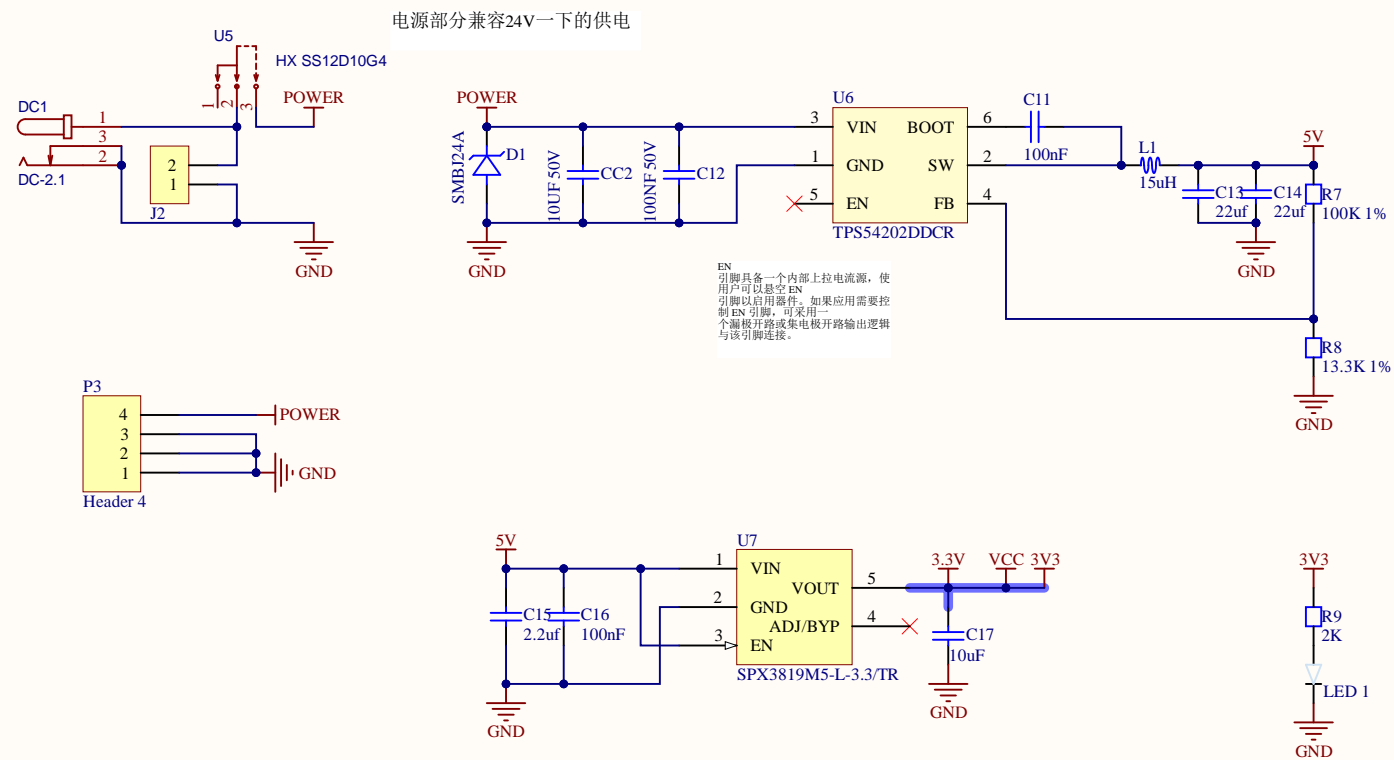 电源部分兼容24V一下的供电
U5
HX SS12D10G4
1
2
3
POWER
DC1
1
3
2
DC-2.1
2
1
J2
GND
POWER
SMBJ24A
D1
10UF 50V
CC2
100NF 50V
C12
GND
U6
3
VIN
BOOT
6
1
GND
SW
2
5
EN
FB
4
TPS54202DDCR
C11
100nF
L1
15uH
5V
C13
22uf
C14
22uf
R7
100K 1%
GND
R8
13.3K 1%
GND
EN
引脚具备一个内部上拉电流源，使
用户可以悬空 EN
引脚以启用器件。如果应用需要控
制 EN 引脚，可采用一
个漏极开路或集电极开路输出逻辑
与该引脚连接。
P3
4
3
2
1
POWER
GND
Header 4
5V
C15
2.2uf
C16
100nF
GND
U7
1
VIN
VOUT
5
2
GND
ADJ/BYP
4
3
EN
SPX3819M5-L-3.3/TR
3.3V
VCC
3V3
C17
10uF
GND
3V3
R9
2K
LED 1
GND